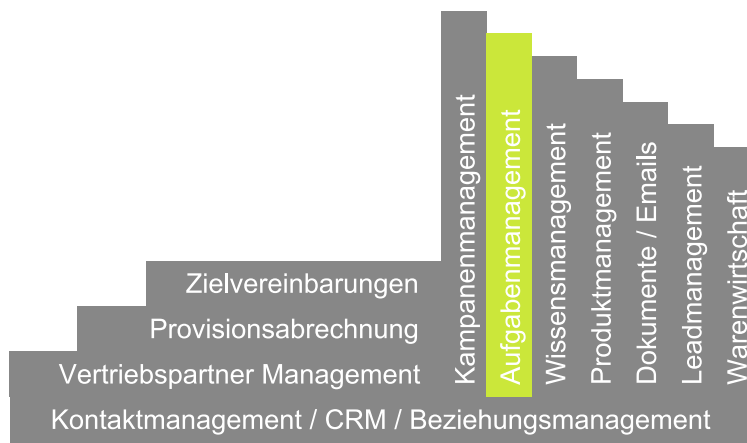 Zielvereinbarungen
Provisionsabrechnung
Vertriebspartner Management
Kampanenmanagement
Aufgabenmanagement
Wissensmanagement
Produktmanagement
Dokumente / Emails
Leadmanagement
Warenwirtschaft
Kontaktmanagement / CRM / Beziehungsmanagement